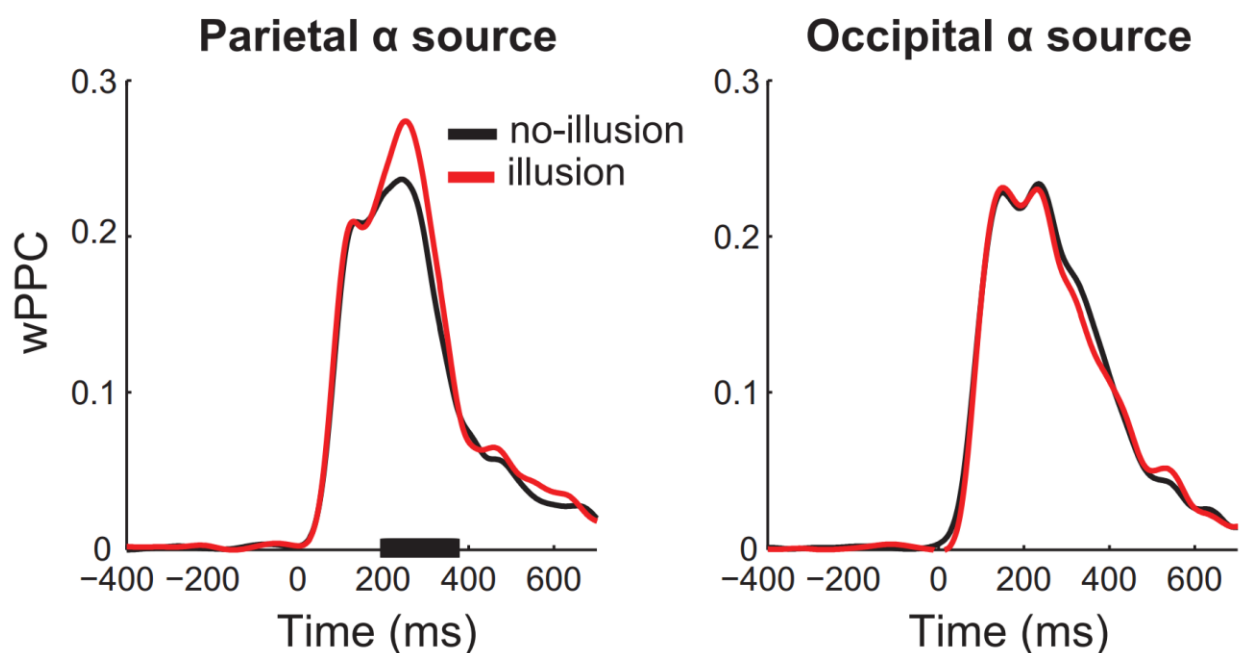 Parietal α source
Occipital α source
0.3
0.2
0.1
0
wPPC
no-illusion
illusion
−400 −200 0 200 400 600
Time (ms)
0.3
0.2
0.1
0
−400 −200 0 200 400 600
Time (ms)